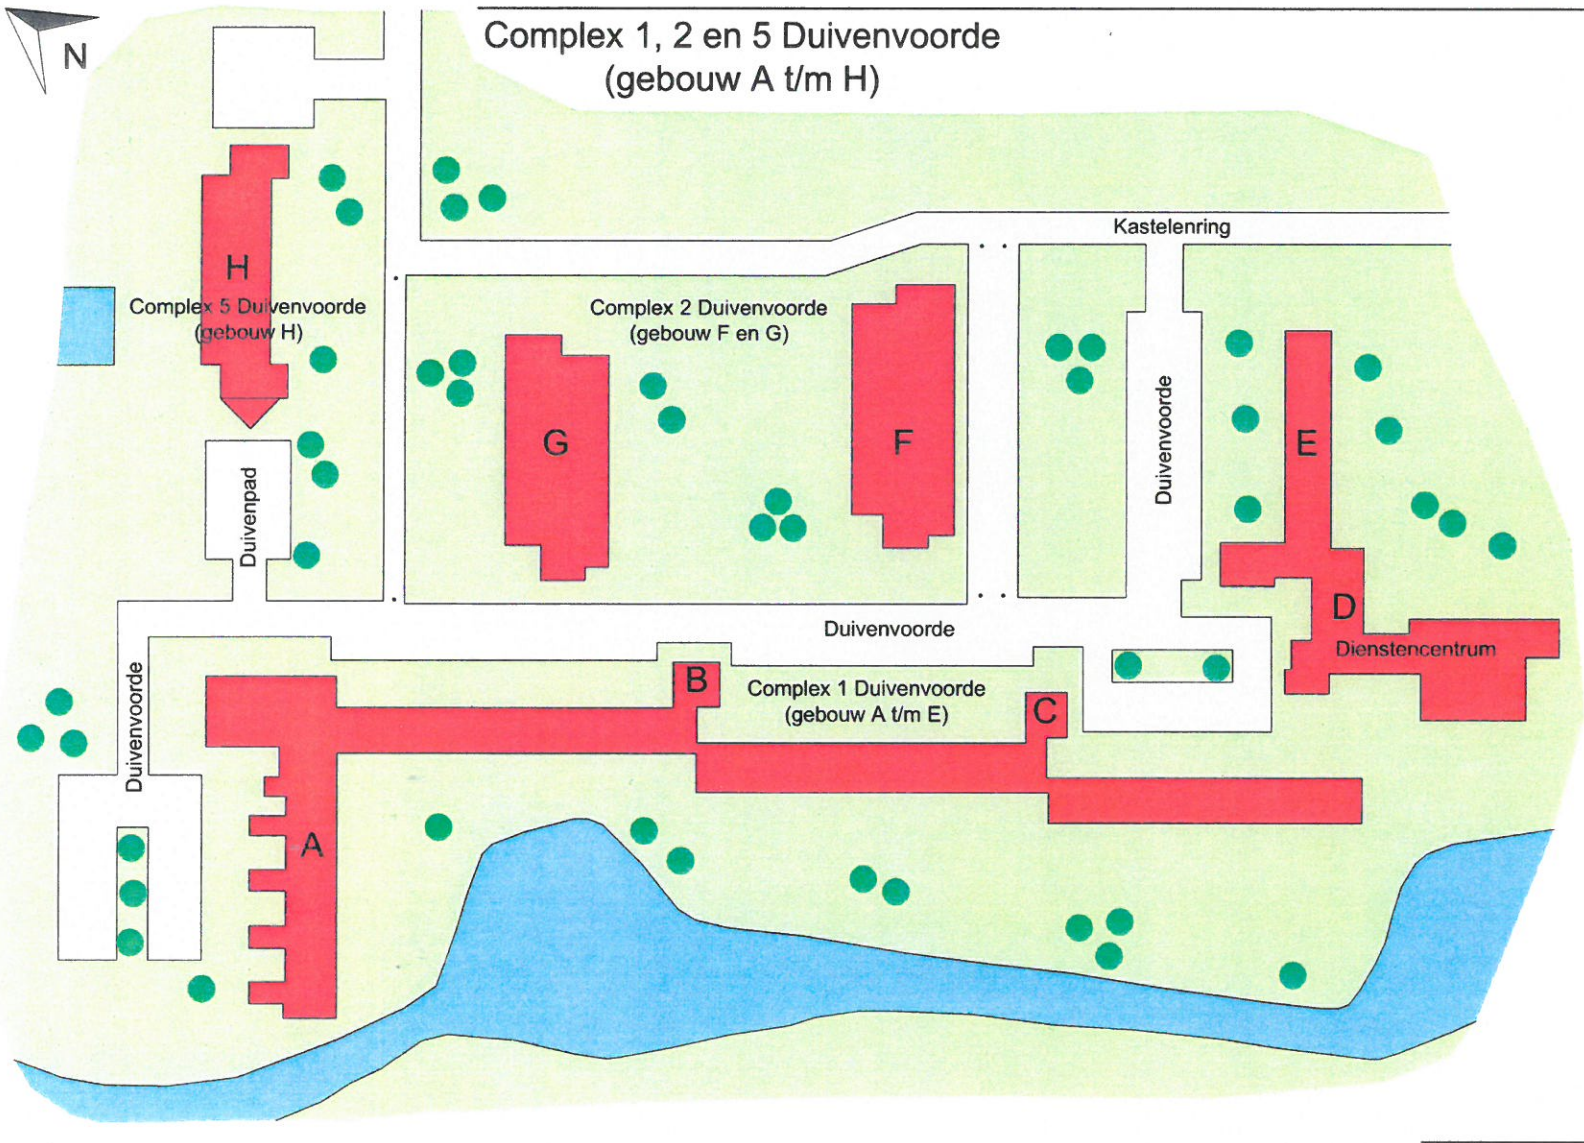 Complex 1, 2 en 5 Duivenvoorde
(gebouw A t/m H)
N
Kastelenring
H
Complex 5 Duivenvoorde
(gebouw H)
Complex 2 Duivenvoorde
(gebouw F en G)
G
F
E
Duivenvoorde
Duivenpad
D
Dienstencentrum
Duivenvoorde
Duivenvoorde
B
Complex 1 Duivenvoorde
(gebouw A t/m E)
C
A